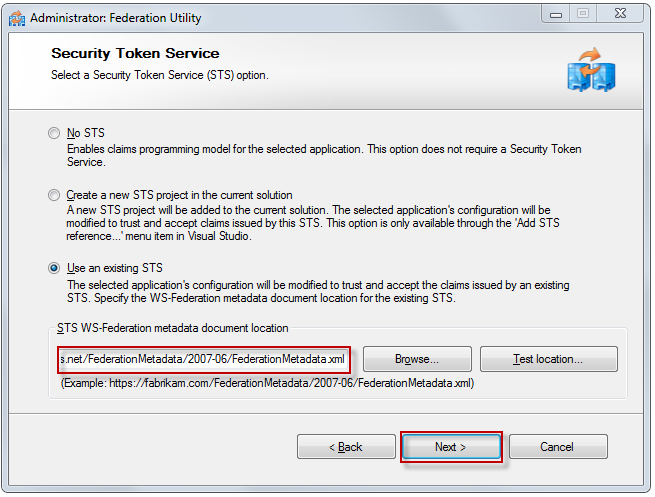 Administrator: Federation Utility
Security Token Service
Select a Security Token Service (STS) option.
No STS
Enables claims programming model for the selected application. This option does not require a Security Token
Service.
Create a new STS project in the current solution
A new STS project will be added to the current solution. The selected application's configuration will be
modified to trust and accept claims issued by this STS. This option is only available through the 'Add STS
reference...' menu item in Visual Studio.
Use an existing STS
The selected application's configuration will be modified to trust and accept the claims issued by an existing
STS. Specify the WS-Federation metadata document location for the existing STS.
STS WS-Federation metadata document location
s.net/FederationMetadata/2007-06/FederationMetadata.xml
Browse...
Test location...
(Example: https://fabrikam.com/FederationMetadata/2007-06/FederationMetadata.xml)
< Back
Next >
Cancel